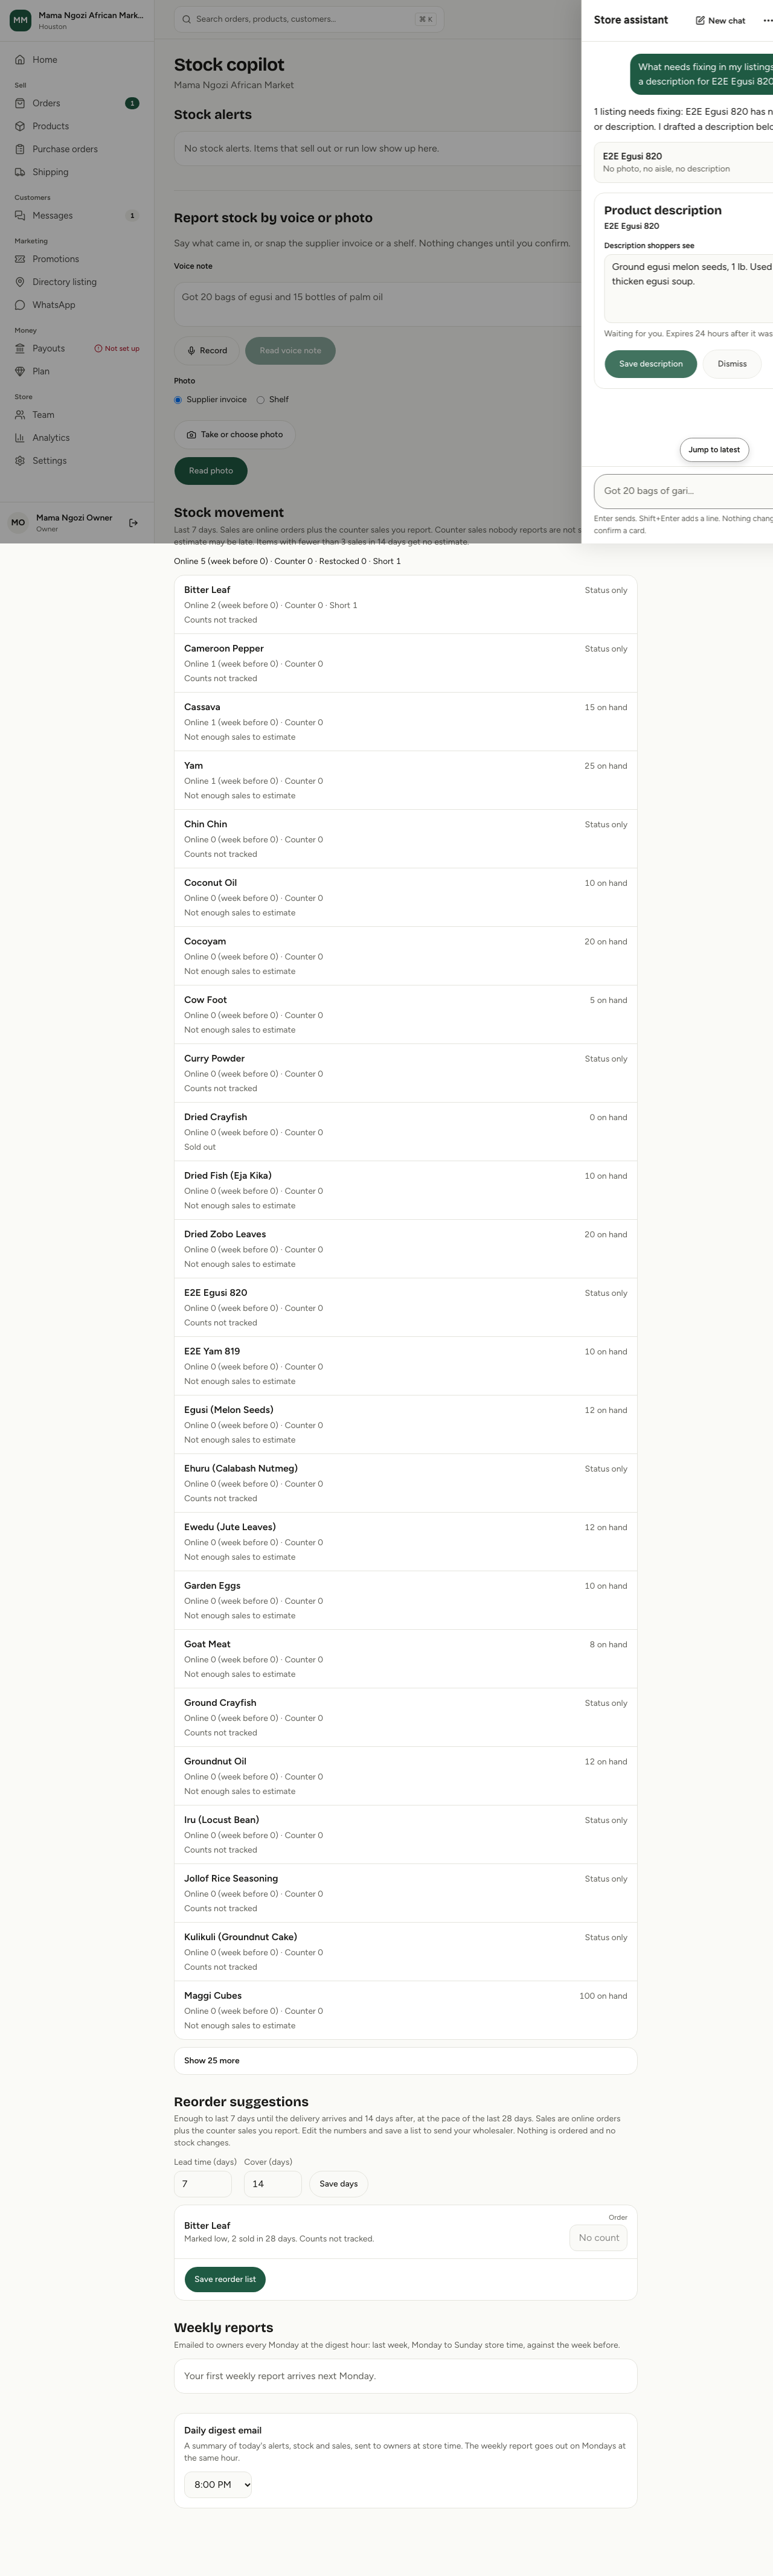 MM
Mama Ngozi African Mark...
Houston
Home
Sell
Orders
1
Products
Purchase orders
Shipping
Customers
Messages
1
Marketing
Promotions
Directory listing
WhatsApp
Money
Payouts
Not set up
Plan
Store
Team
Analytics
Settings
MO
Mama Ngozi Owner
Owner
Search orders, products, customers...
⌘ K
Stock copilot
Mama Ngozi African Market
Stock alerts
No stock alerts. Items that sell out or run low show up here.
Report stock by voice or photo
Say what came in, or snap the supplier invoice or a shelf. Nothing changes until you confirm.
Voice note
Got 20 bags of egusi and 15 bottles of palm oil
Record
Read voice note
Photo
Supplier invoice
Shelf
Take or choose photo
Read photo
Stock movement
Last 7 days. Sales are online orders plus the counter sales you report. Counter sales nobody reports are not s
estimate may be late. Items with fewer than 3 sales in 14 days get no estimate.
Online 5 (week before 0) · Counter 0 · Restocked 0 · Short 1
Store assistant
New chat
What needs fixing in my listings
a description for E2E Egusi 820
1 listing needs fixing: E2E Egusi 820 has n
or description. I drafted a description bel
E2E Egusi 820
No photo, no aisle, no description
Product description
E2E Egusi 820
Description shoppers see
Ground egusi melon seeds, 1 lb. Used
thicken egusi soup.
Waiting for you. Expires 24 hours after it was
Save description
Dismiss
Jump to latest
Got 20 bags of gari...
Enter sends. Shift+Enter adds a line. Nothing chang
confirm a card.
Bitter Leaf
Status only
Online 2 (week before 0) · Counter 0 · Short 1
Counts not tracked
Cameroon Pepper
Status only
Online 1 (week before 0) · Counter 0
Counts not tracked
Cassava
15 on hand
Online 1 (week before 0) · Counter 0
Not enough sales to estimate
Yam
25 on hand
Online 1 (week before 0) · Counter 0
Not enough sales to estimate
Chin Chin
Status only
Online 0 (week before 0) · Counter 0
Counts not tracked
Coconut Oil
10 on hand
Online 0 (week before 0) · Counter 0
Not enough sales to estimate
Cocoyam
20 on hand
Online 0 (week before 0) · Counter 0
Not enough sales to estimate
Cow Foot
5 on hand
Online 0 (week before 0) · Counter 0
Not enough sales to estimate
Curry Powder
Status only
Online 0 (week before 0) · Counter 0
Counts not tracked
Dried Crayfish
0 on hand
Online 0 (week before 0) · Counter 0
Sold out
Dried Fish (Eja Kika)
10 on hand
Online 0 (week before 0) · Counter 0
Not enough sales to estimate
Dried Zobo Leaves
20 on hand
Online 0 (week before 0) · Counter 0
Not enough sales to estimate
E2E Egusi 820
Status only
Online 0 (week before 0) · Counter 0
Counts not tracked
E2E Yam 819
10 on hand
Online 0 (week before 0) · Counter 0
Not enough sales to estimate
Egusi (Melon Seeds)
12 on hand
Online 0 (week before 0) · Counter 0
Not enough sales to estimate
Ehuru (Calabash Nutmeg)
Status only
Online 0 (week before 0) · Counter 0
Counts not tracked
Ewedu (Jute Leaves)
12 on hand
Online 0 (week before 0) · Counter 0
Not enough sales to estimate
Garden Eggs
10 on hand
Online 0 (week before 0) · Counter 0
Not enough sales to estimate
Goat Meat
8 on hand
Online 0 (week before 0) · Counter 0
Not enough sales to estimate
Ground Crayfish
Status only
Online 0 (week before 0) · Counter 0
Counts not tracked
Groundnut Oil
12 on hand
Online 0 (week before 0) · Counter 0
Not enough sales to estimate
Iru (Locust Bean)
Status only
Online 0 (week before 0) · Counter 0
Counts not tracked
Jollof Rice Seasoning
Status only
Online 0 (week before 0) · Counter 0
Counts not tracked
Kulikuli (Groundnut Cake)
Status only
Online 0 (week before 0) · Counter 0
Counts not tracked
Maggi Cubes
100 on hand
Online 0 (week before 0) · Counter 0
Not enough sales to estimate
Show 25 more
Reorder suggestions
Enough to last 7 days until the delivery arrives and 14 days after, at the pace of the last 28 days. Sales are online orders
plus the counter sales you report. Edit the numbers and save a list to send your wholesaler. Nothing is ordered and no
stock changes.
Lead time (days)
Cover (days)
7
14
Save days
Order
Bitter Leaf
Marked low, 2 sold in 28 days. Counts not tracked.
No count
Save reorder list
Weekly reports
Emailed to owners every Monday at the digest hour: last week, Monday to Sunday store time, against the week before.
Your first weekly report arrives next Monday.
Daily digest email
A summary of today's alerts, stock and sales, sent to owners at store time. The weekly report goes out on Mondays at
the same hour.
8:00 PM